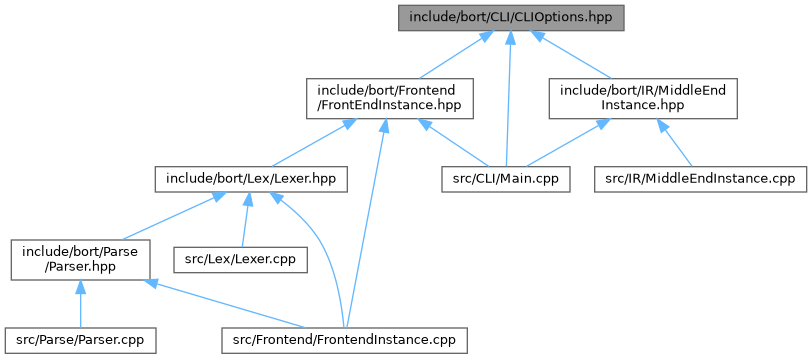 include/bort/CLI/CLIOptions.hpp
include/bort/Frontend
/FrontEndInstance.hpp
include/bort/IR/MiddleEnd
Instance.hpp
include/bort/Lex/Lexer.hpp
src/CLI/Main.cpp
src/IR/MiddleEndInstance.cpp
include/bort/Parse
/Parser.hpp
src/Lex/Lexer.cpp
src/Parse/Parser.cpp
src/Frontend/FrontendInstance.cpp